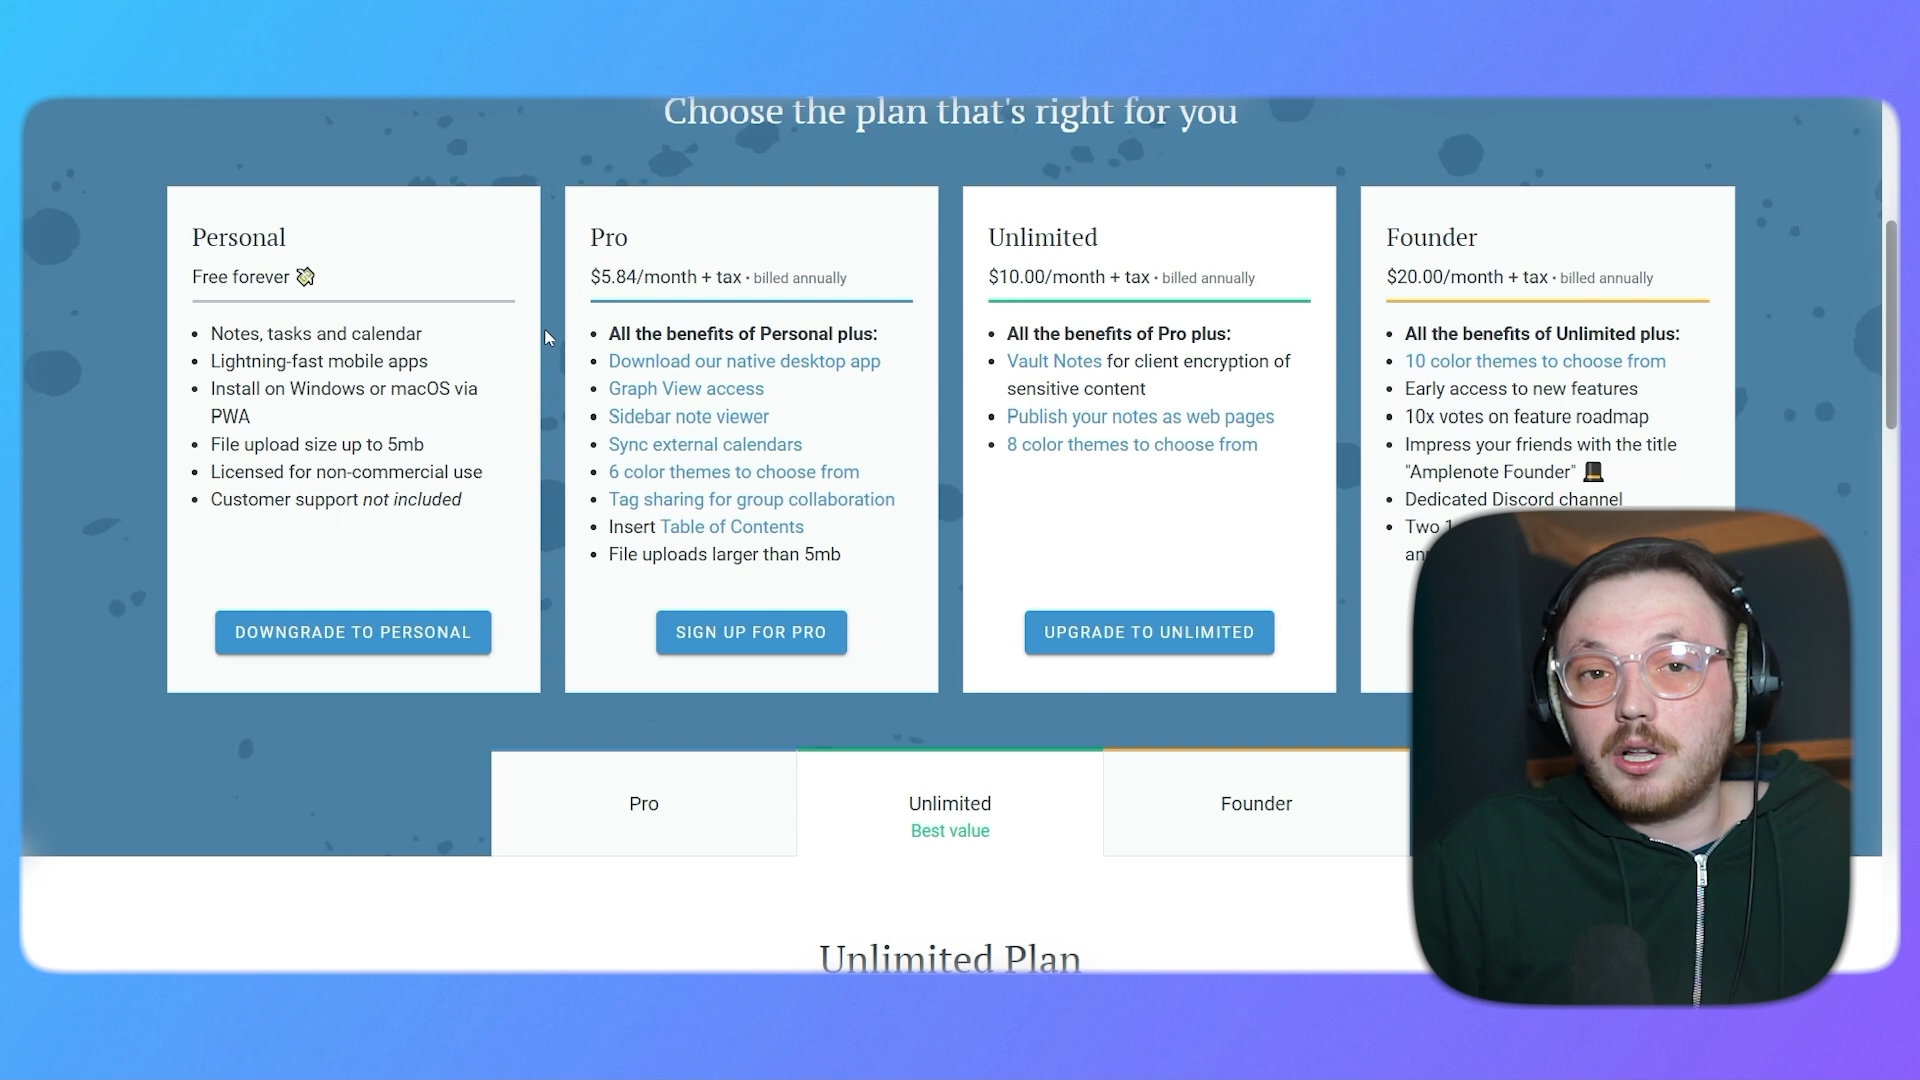 Choose the plan that's right for you
Personal
Free forever
Notes, tasks and calendar
Lightning-fast mobile apps
Install on Windows or macOS via
PWA
File upload size up to 5mb
Licensed for non-commercial use
Customer support not included
DOWNGRADE TO PERSONAL
Pro
$5.84/month + tax • billed annually
All the benefits of Personal plus:
Download our native desktop app
Graph View access
Sidebar note viewer
Sync external calendars
6 color themes to choose from
Tag sharing for group collaboration
Insert Table of Contents
File uploads larger than 5mb
SIGN UP FOR PRO
Unlimited
$10.00/month + tax • billed annually
All the benefits of Pro plus:
Vault Notes for client encryption of
sensitive content
Publish your notes as web pages
8 color themes to choose from
UPGRADE TO UNLIMITED
Founder
$20.00/month + tax • billed annually
All the benefits of Unlimited plus:
10 color themes to choose from
Early access to new features
10x votes on feature roadmap
Impress your friends with the title
"Amplenote Founder"
Dedicated Discord channel
Two
Pro
Unlimited
Best value
Founder
Unlimited Plan